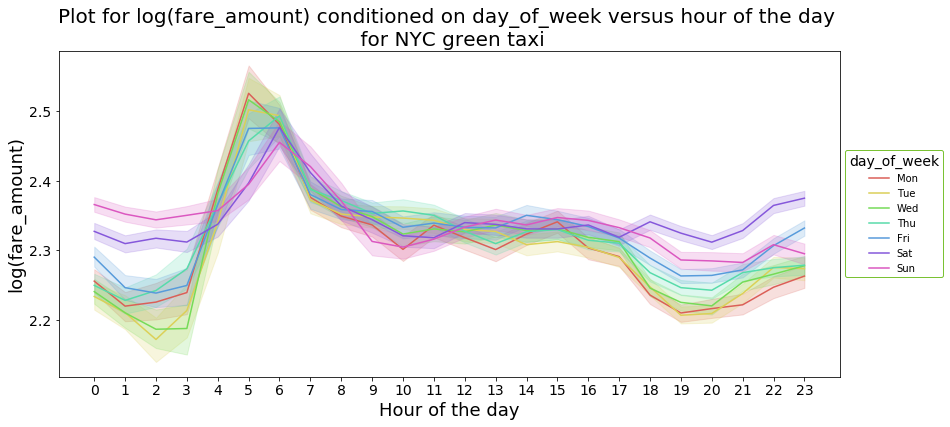 Plot for log(fare_amount) conditioned on day_of_week versus hour of the day
for NYC green taxi
log(fare_amount)
2.5
2.4
2.3
2.2
0 1 2 3 4 5 6 7 8 9 10 11 12 13 14 15 16 17 18 19 20 21 22 23
Hour of the day
day_of_week
Mon
Tue
Wed
Thu
Fri
Sat
Sun